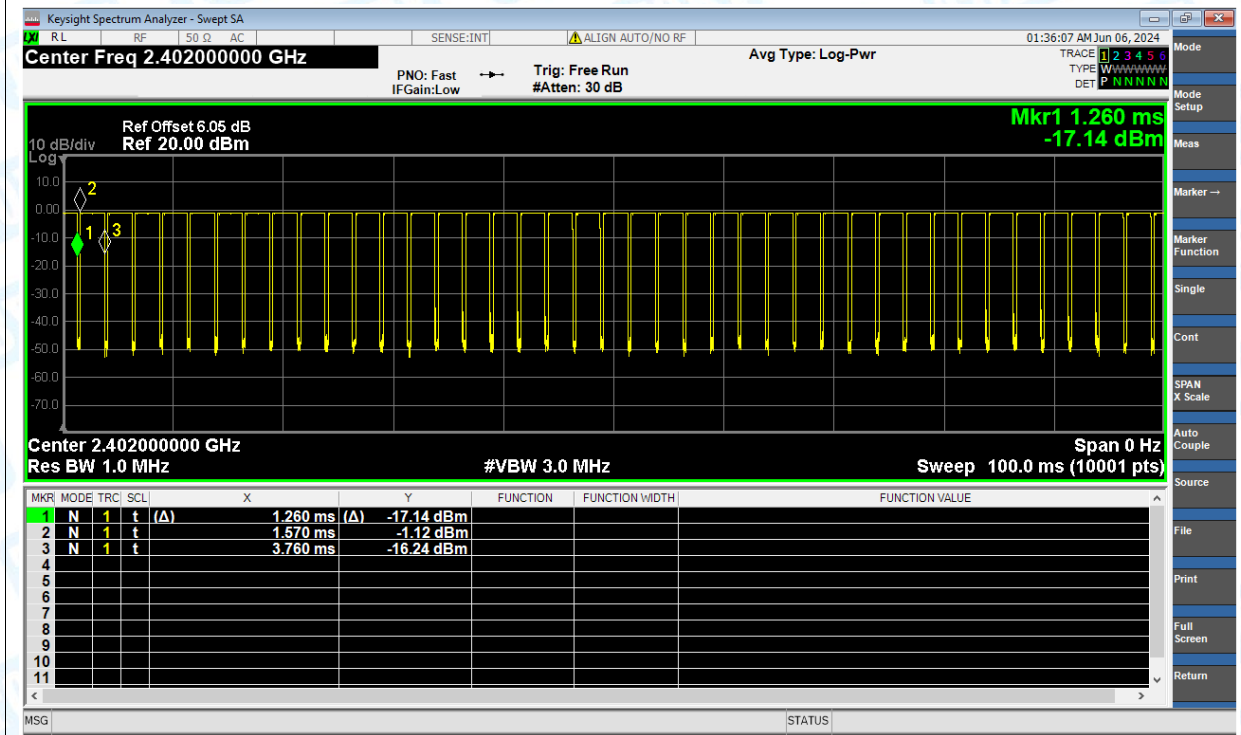 Keysight Spectrum Analyzer - Swept SA
LXI RL RF 50 Ω AC SENSE:INT ALIGN AUTO/NO RF 01:36:07 AM Jun 06, 2024
Center Freq 2.402000000 GHz Avg Type: Log-Pwr TRACE 1 2 3 4 5 6
PNO: Fast Trig: Free Run TYPE WWWWWW
IFGain:Low #Atten: 30 dB DET P N N N N N
Mkr1 1.260 ms
Ref Offset 6.05 dB
10 dB/div Ref 20.00 dBm -17.14 dBm
Log
10.0
0.00
-10.0
-20.0
-30.0
-40.0
-50.0
-60.0
-70.0
2
1
3
Center 2.402000000 GHz Span 0 Hz
Res BW 1.0 MHz #VBW 3.0 MHz Sweep 100.0 ms (10001 pts)
MKR MODE TRC SCL X Y FUNCTION FUNCTION WIDTH FUNCTION VALUE
1 N 1 t (Δ) 1.260 ms (Δ) -17.14 dBm
2 N 1 t 1.570 ms -1.12 dBm
3 N 1 t 3.760 ms -16.24 dBm
4
5
6
7
8
9
10
11
MSG STATUS
Mode
Mode
Setup
Meas
Marker →
Marker
Function
Single
Cont
SPAN
X Scale
Auto
Couple
Source
File
Print
Full
Screen
Return